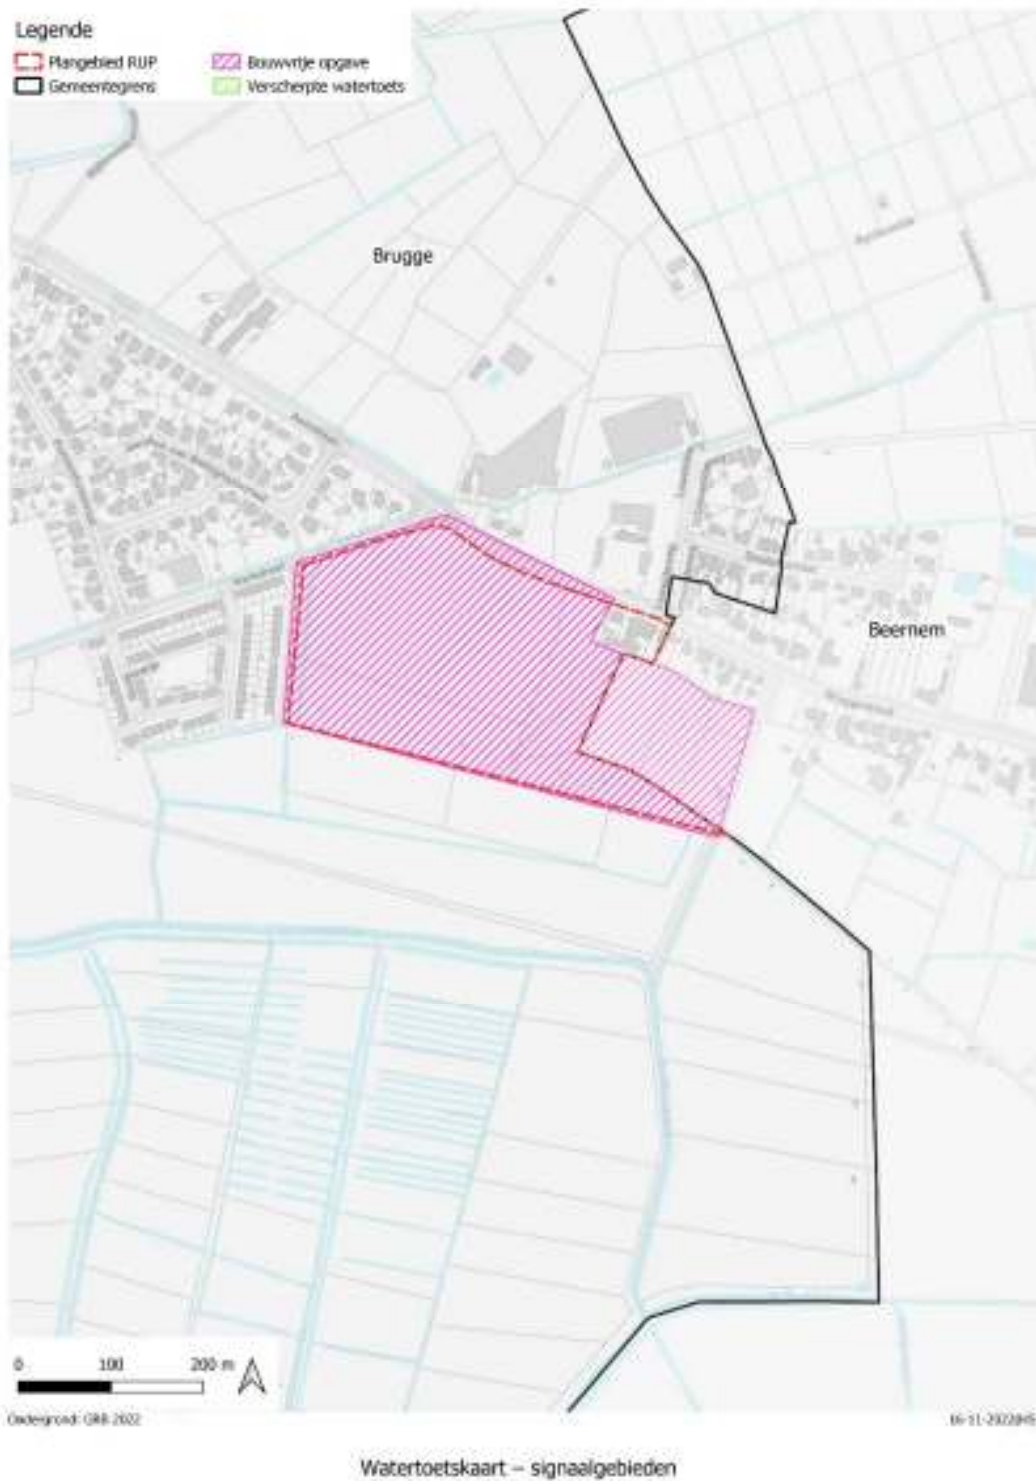 Legende
Plangebied RUP
Bouwvrije opgave
Gemeentegrens
Verscherpte watertoets
Brugge
Beernem
0 100 200 m
Ondergrond: GRB 2022
Watertoetskaart – signaalgebieden